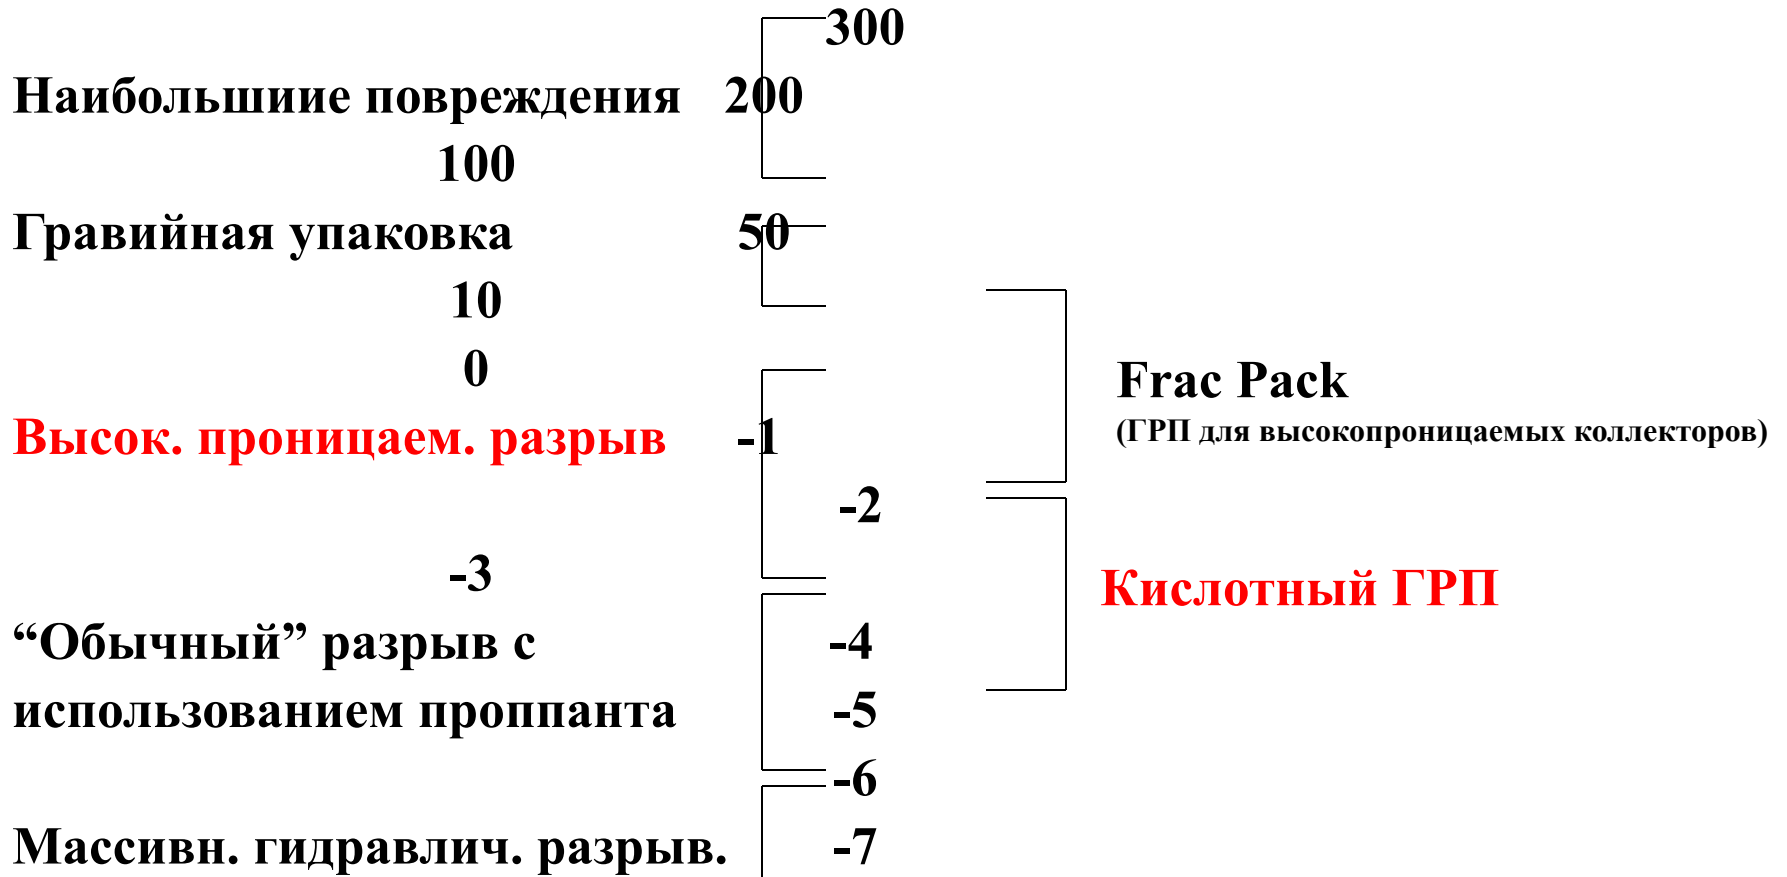 300
Наибольшиие повреждения 200
100
Гравийная упаковка 50
10
0
Frac Pack
Высок. проницаем. разрыв -1
(ГРП для высокопроницаемых коллекторов)
-2
-3
Кислотный ГРП
“Обычный” разрыв с -4
использованием проппанта -5
-6
Массивн. гидравлич. разрыв. -7